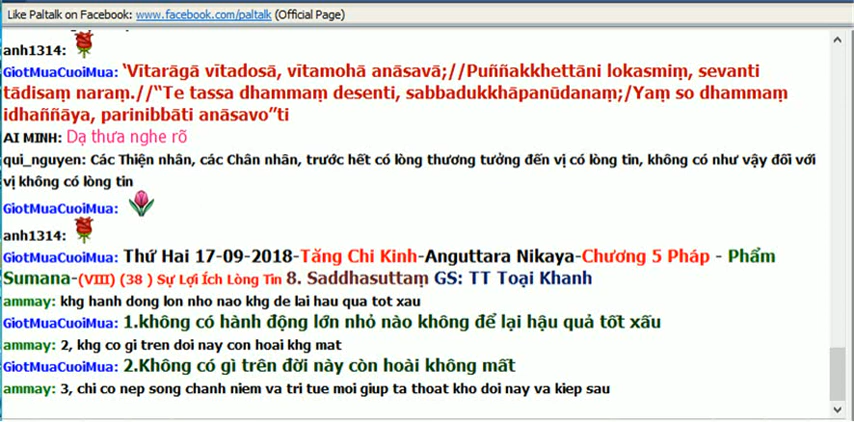 Like Paltalk on Facebook: www.facebook.com/paltalk (Official Page)
anh1314:
GiotMuaCuoiMua: ‘Vītarāgā vītadosā, vītamohā anāsavā;//Puññakkhettāni lokasmiṃ, sevanti
tādisaṃ naraṃ.//“Te tassa dhammaṃ desenti, sabbadukkhāpanūdanaṃ;/Yaṃ so dhammaṃ
idhaññāya, parinibbāti anāsavo”ti
AI MINH: Dạ thưa nghe rõ
qui_nguyen: Các Thiện nhân, các Chân nhân, trước hết có lòng thương tưởng đến vị có lòng tin, không có như vậy đối với
vị không có lòng tin
GiotMuaCuoiMua:
anh1314:
GiotMuaCuoiMua: Thứ Hai 17-09-2018-Tăng Chi Kinh-Anguttara Nikaya-Chương 5 Pháp - Phẩm
Sumana-(VIII) (38 ) Sự Lợi Ích Lòng Tin 8. Saddhasuttaṃ GS: TT Toại Khanh
ammay: khg hanh dong lon nho nao khg de lai hau qua tot xau
GiotMuaCuoiMua: 1.không có hành động lớn nhỏ nào không để lại hậu quả tốt xấu
ammay: 2, khg co gi tren doi nay con hoai khg mat
GiotMuaCuoiMua: 2.Không có gì trên đời này còn hoài không mất
ammay: 3, chi co nep song chanh niem va tri tue moi giup ta thoat kho doi nay va kiep sau